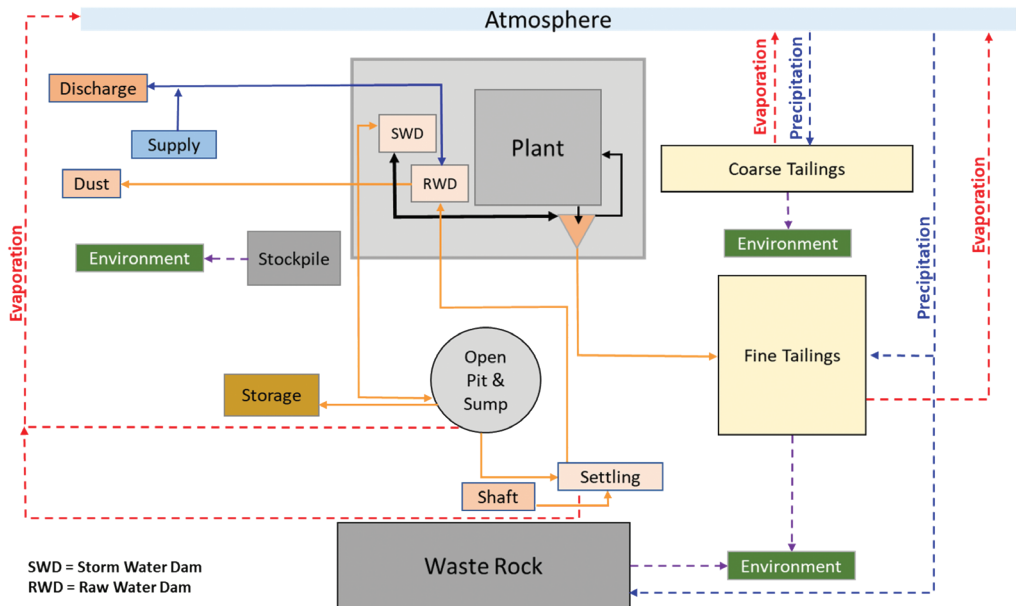 Atmosphere
Discharge
Supply
SWD
Plant
Dust
RWD
Evaporation
Precipitation
Coarse Tailings
Environment
Environment
Stockpile
Evaporation
Precipitation
Evaporation
Open
Pit &
Sump
Fine Tailings
Storage
Settling
Shaft
Waste Rock
Environment
SWD = Storm Water Dam
RWD = Raw Water Dam